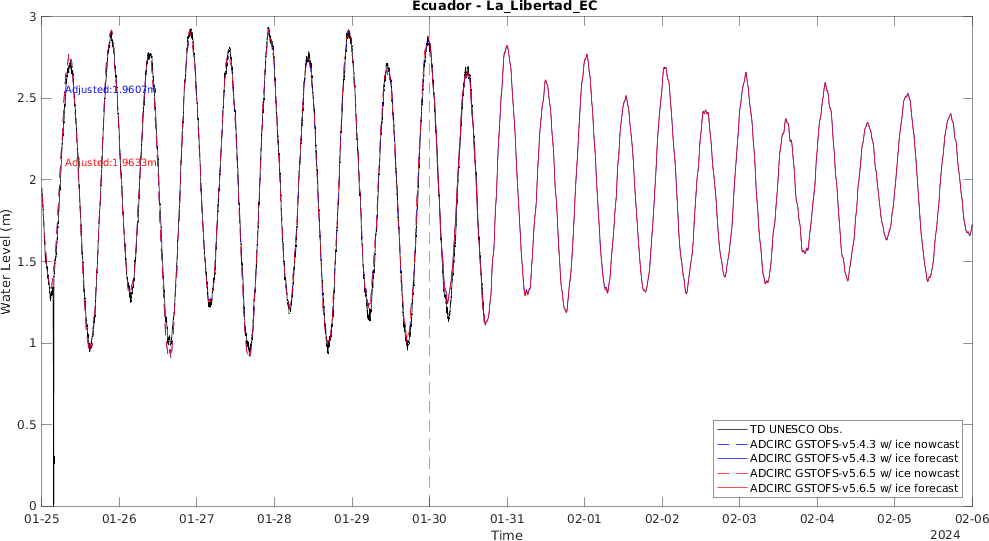 Ecuador - La_Libertad_EC
3
2.5
2
1.5
1
0.5
0
Water Level (m)
Adjusted:1.9607m
Adjusted:1.9633m
TD UNESCO Obs.
ADCIRC GSTOFS-v5.4.3 w/ ice nowcast
ADCIRC GSTOFS-v5.4.3 w/ ice forecast
ADCIRC GSTOFS-v5.6.5 w/ ice nowcast
ADCIRC GSTOFS-v5.6.5 w/ ice forecast
01-25 01-26 01-27 01-28 01-29 01-30 01-31 02-01 02-02 02-03 02-04 02-05 02-06
Time
2024